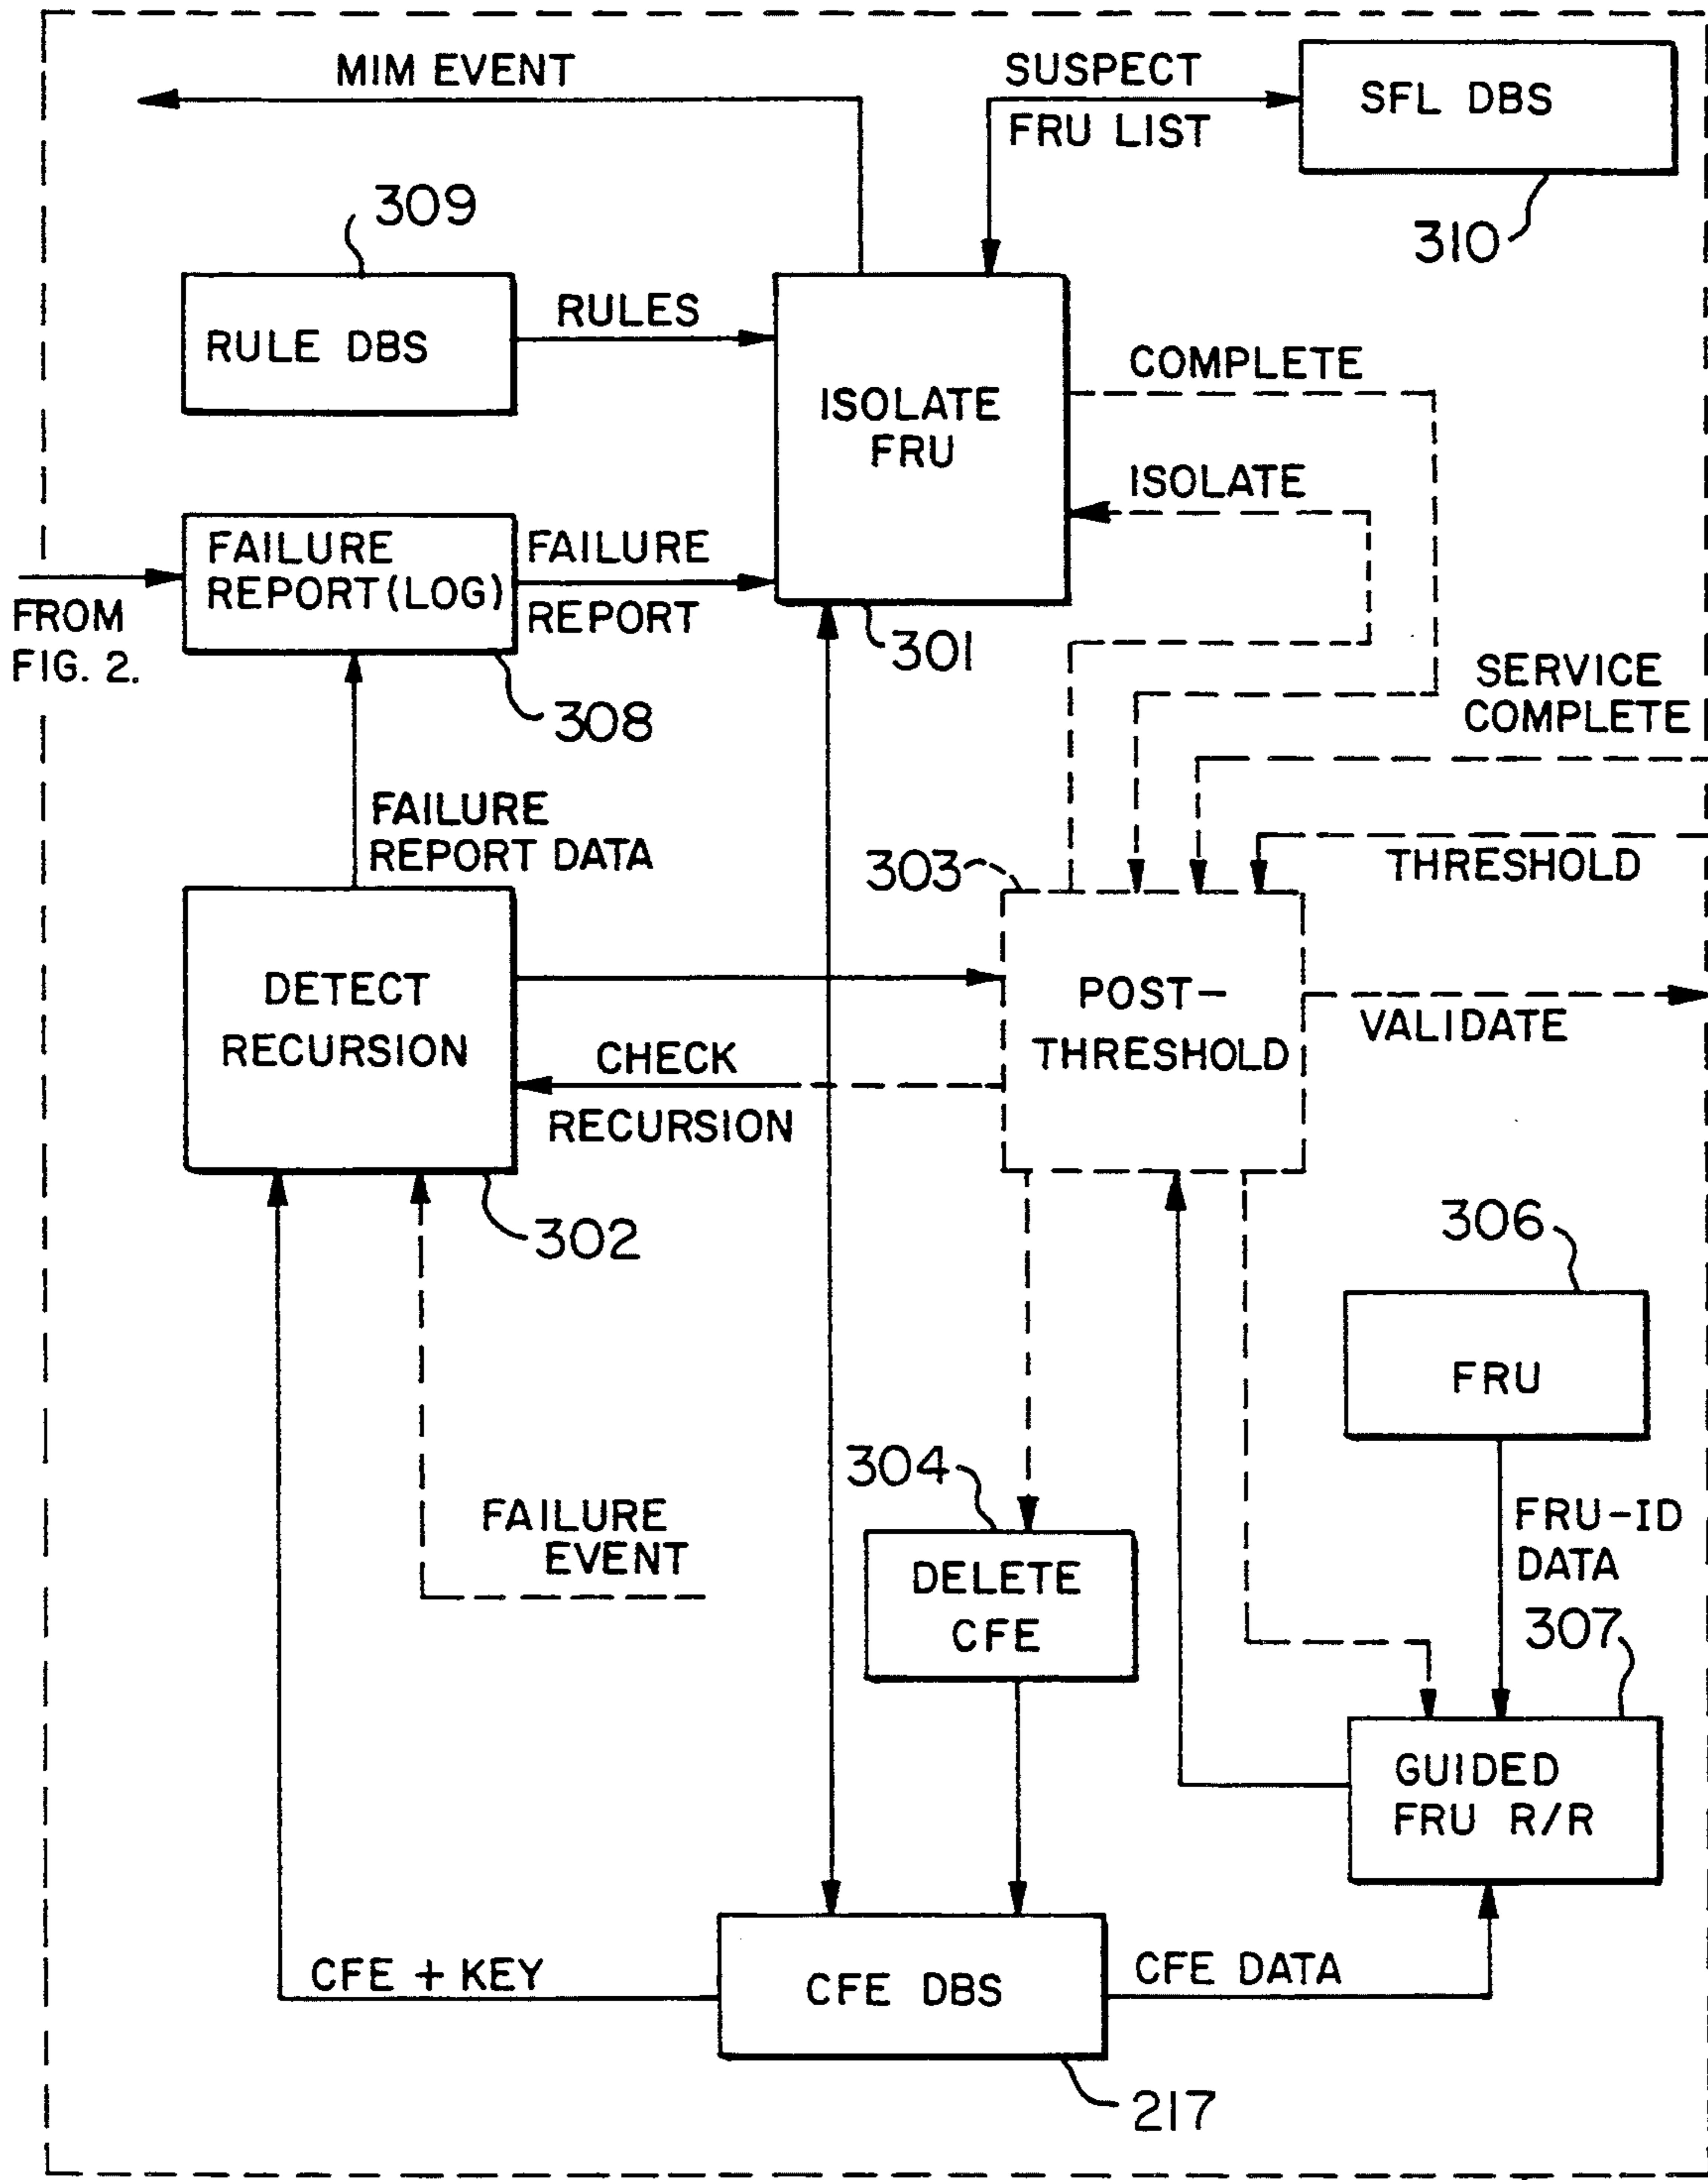 MIM EVENT
SUSPECT
FRU LIST
SFL DBS
310
309
RULE DBS
RULES
ISOLATE
FRU
COMPLETE
ISOLATE
FROM
FIG. 2.
FAILURE
REPORT (LOG)
FAILURE
REPORT
301
308
SERVICE
COMPLETE
THRESHOLD
FAILURE
REPORT DATA
303
DETECT
RECURSION
POST-
THRESHOLD
VALIDATE
CHECK
RECURSION
302
306
FRU
304
FAILURE
EVENT
DELETE
CFE
FRU-ID
DATA
307
GUIDED
FRU R/R
CFE + KEY
CFE DBS
CFE DATA
217